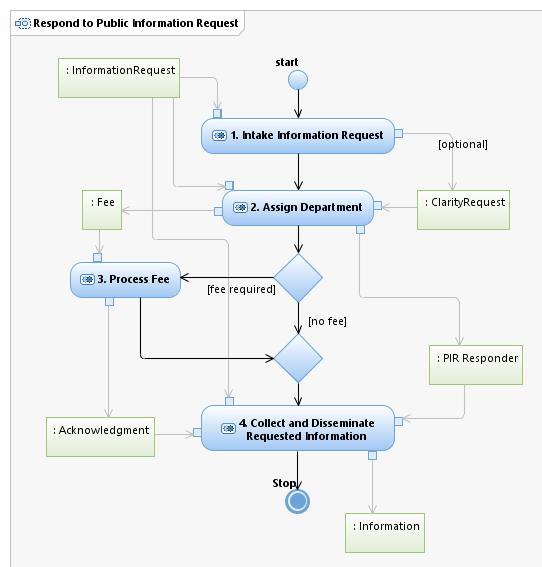 Respond to Public Information Request
start
: InformationRequest
1. Intake Information Request
[optional]
: Fee
2. Assign Department
: ClarityRequest
3. Process Fee
[fee required]
[no fee]
: PIR Responder
: Acknowledgment
4. Collect and Disseminate
Requested Information
Stop
: Information